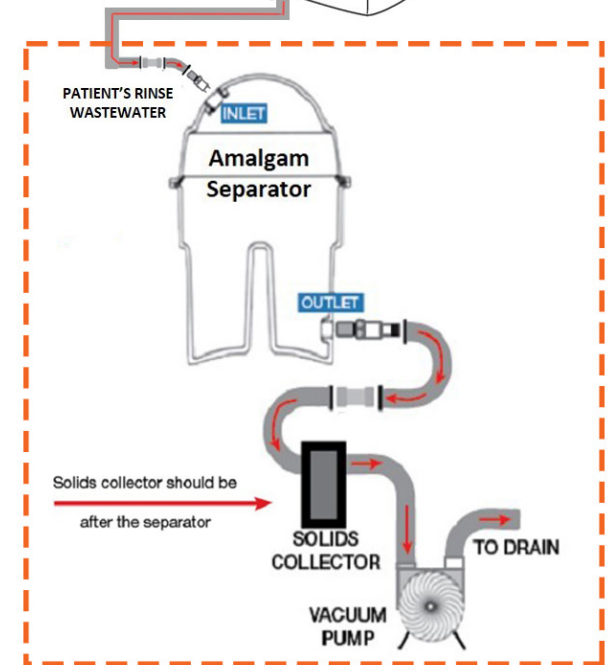 PATIENT'S RINSE
WASTEWATER
INLET
Amalgam
Separator
OUTLET
Solids collector should be
after the separator
SOLIDS
COLLECTOR
TO DRAIN
VACUUM
PUMP